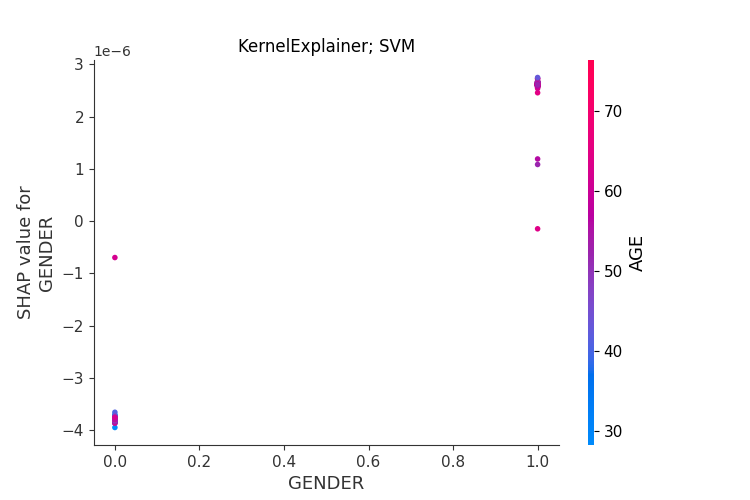 KernelExplainer; SVM
1e−6
3
2
1
0
−1
−2
−3
−4
SHAP value for
GENDER
0.0 0.2 0.4 0.6 0.8 1.0
GENDER
70
60
50
40
30
AGE